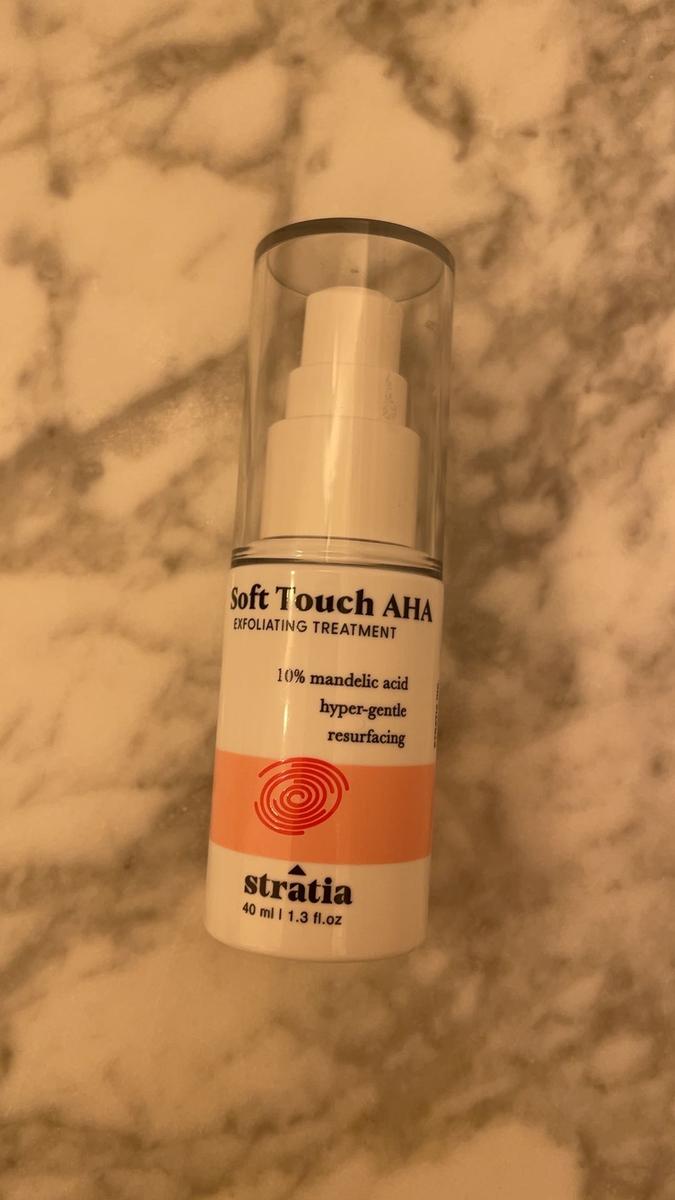 Soft Touch AHA
EXFOLIATING TREATMENT
10% mandelic acid
hyper-gentle
resurfacing
stratia
40 ml | 1.3 fl.oz